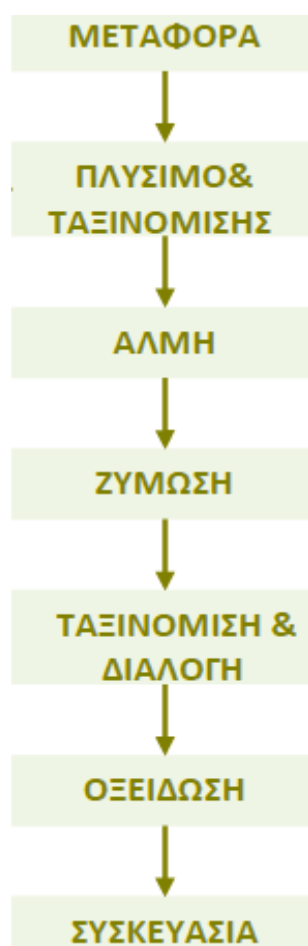 ΜΕΤΑΦΟΡΑ
ΠΛΥΣΙΜΟ&
ΤΑΞΙΝΟΜΙΣΗΣ
ΑΛΜΗ
ΖΥΜΩΣΗ
ΤΑΞΙΝΟΜΙΣΗ &
ΔΙΑΛΟΓΗ
ΟΞΕΙΔΩΣΗ
ΣΥΣΚΕΥΑΣΙΑ